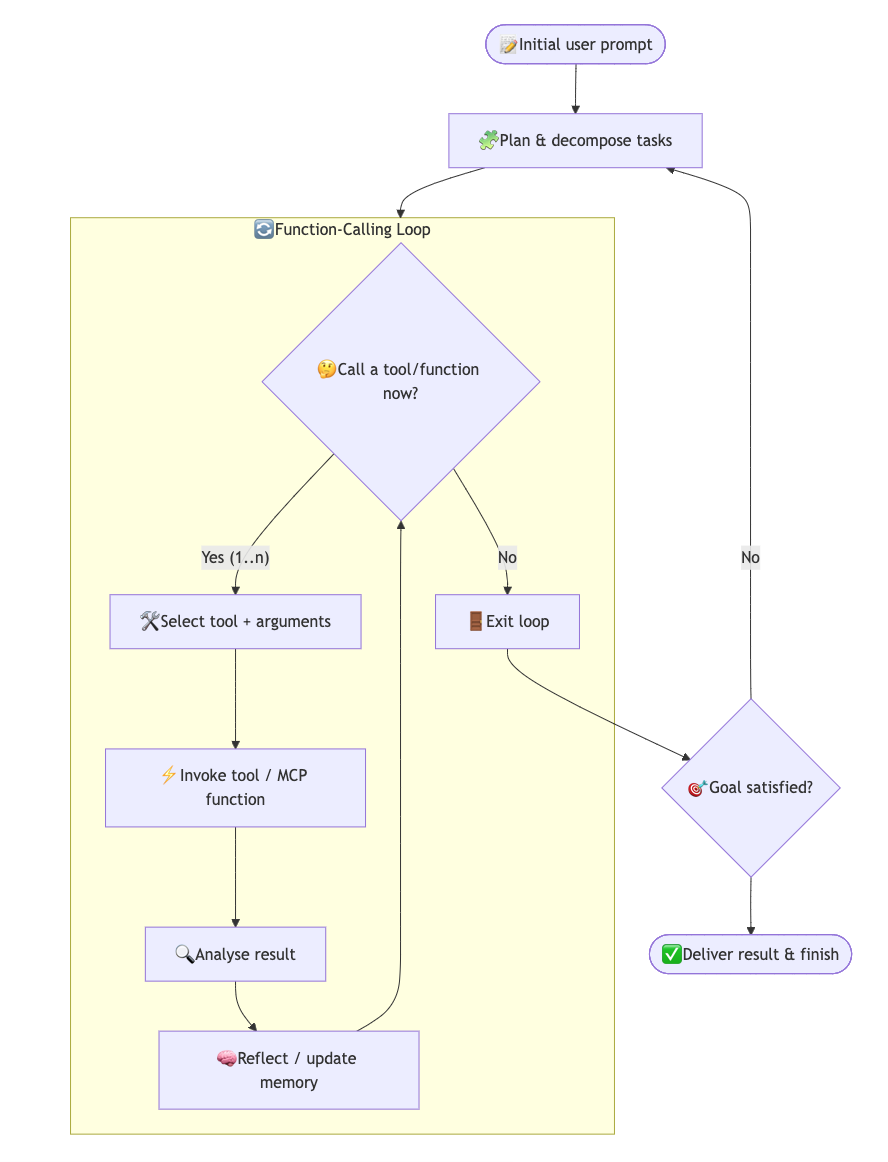 📝Initial user prompt
🧩Plan & decompose tasks
🔄Function-Calling Loop
🤔Call a tool/function
now?
Yes (1..n)
No
No
🛠Select tool + arguments
🚪Exit loop
⚡Invoke tool / MCP
function
🎯Goal satisfied?
🔍Analyse result
✅Deliver result & finish
🧠Reflect / update
memory